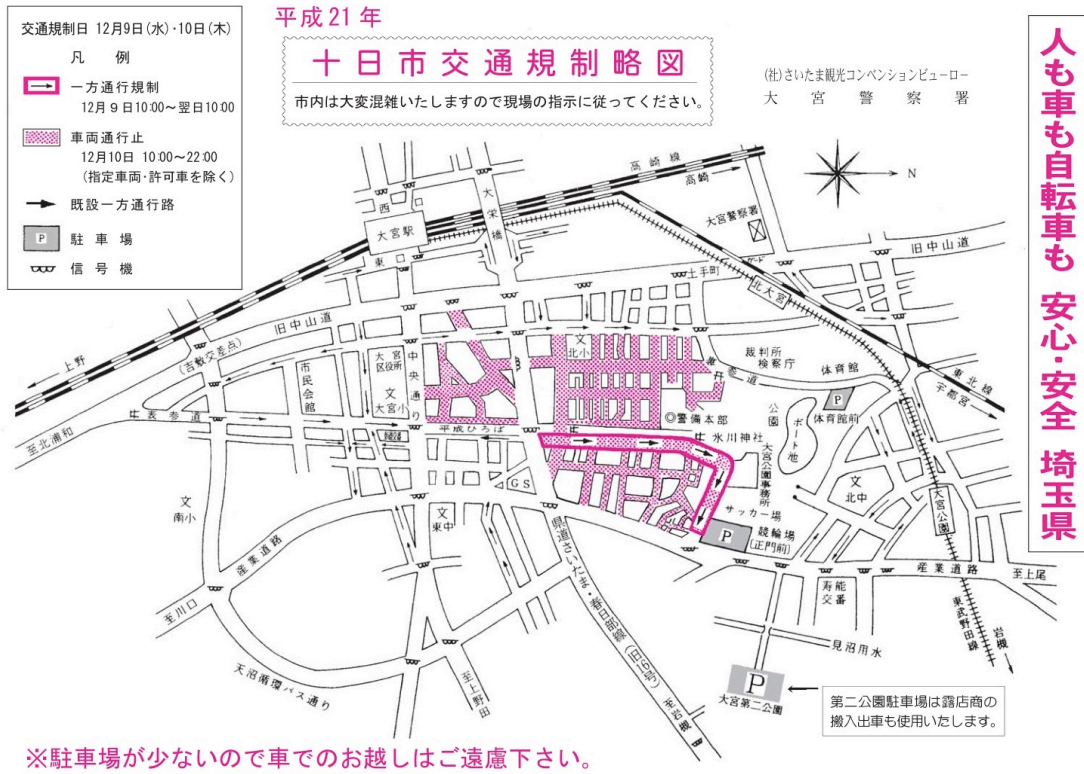 平成21年
十日市交通規制略図
市内は大変混雑いたしますので現場の指示に従ってください。
(社)さいたま観光コンベンションビューロー
大宮警察署
交通規制日 12月9日(水)・10日(木)
凡例
一方通行規制
12月9日10:00〜翌日10:00
車両通行止
12月10日 10:00〜22:00
(指定車両・許可車を除く)
既設一方通行路
P 駐車場
信号機
人も車も自転車も 安心・安全 埼玉県
高崎線
高崎
N
西
大栄橋
大宮駅
東
大宮警察署
旧中山道
土手町
ガード
北大宮
旧中山道
上野
(吉敷交差点)
大宮区役所
中央通り
文
北小
裏参道
裁判所
検察庁
体育館
東北線
宇都宮
市民会館
文
大宮小
表参道
至北浦和
平成ひろば
◎警備本部
氷川神社
公園
ボート池
P
体育館前
大宮公園事務所
文
北中
大宮公園
GS
サッカー場
P
競輪場
(正門前)
文
南小
文
東中
産業道路
県道さいたま・春日部線(旧16号)
産業道路
至上尾
寿能
交番
東武野田線
岩槻
至川口
見沼用水
天沼循環バス通り
至上野田
至岩槻
P
大宮第二公園
第二公園駐車場は露店商の
搬入出車も使用いたします。
※駐車場が少ないので車でのお越しはご遠慮下さい。